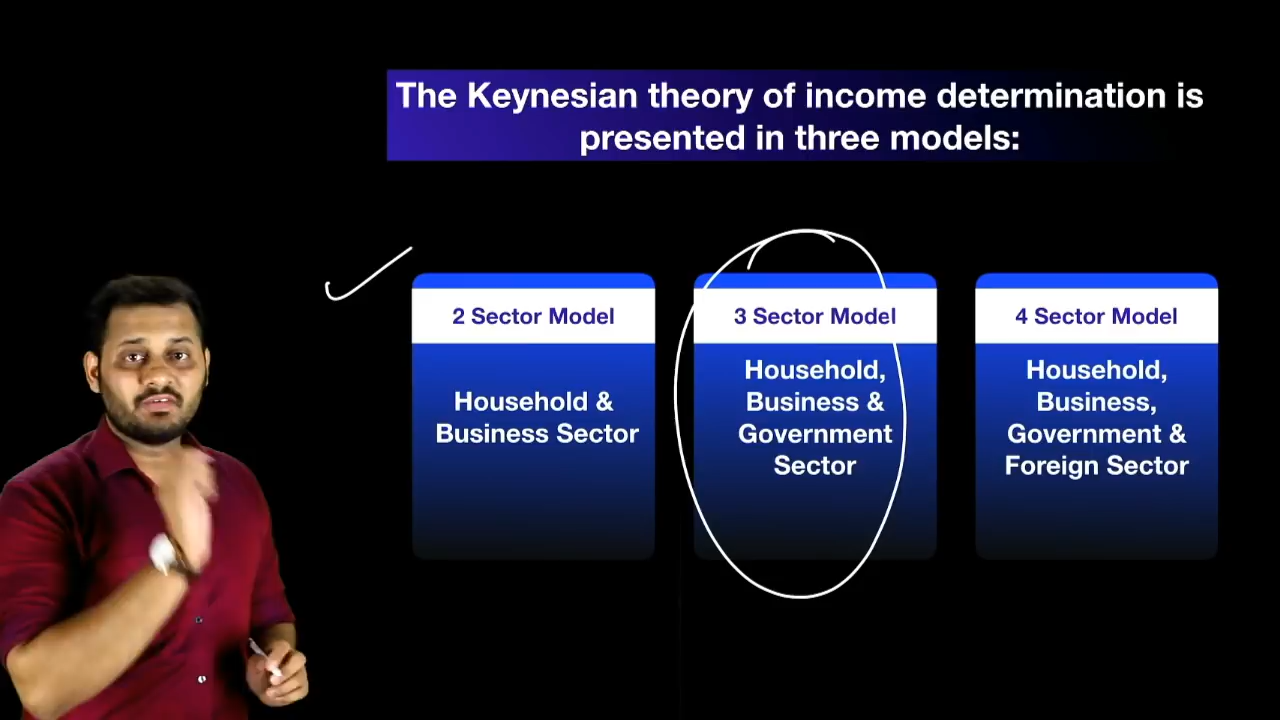 The Keynesian theory of income determination is
presented in three models:
2 Sector Model
Household &
Business Sector
3 Sector Model
Household,
Business &
Government
Sector
4 Sector Model
Household,
Business,
Government &
Foreign Sector